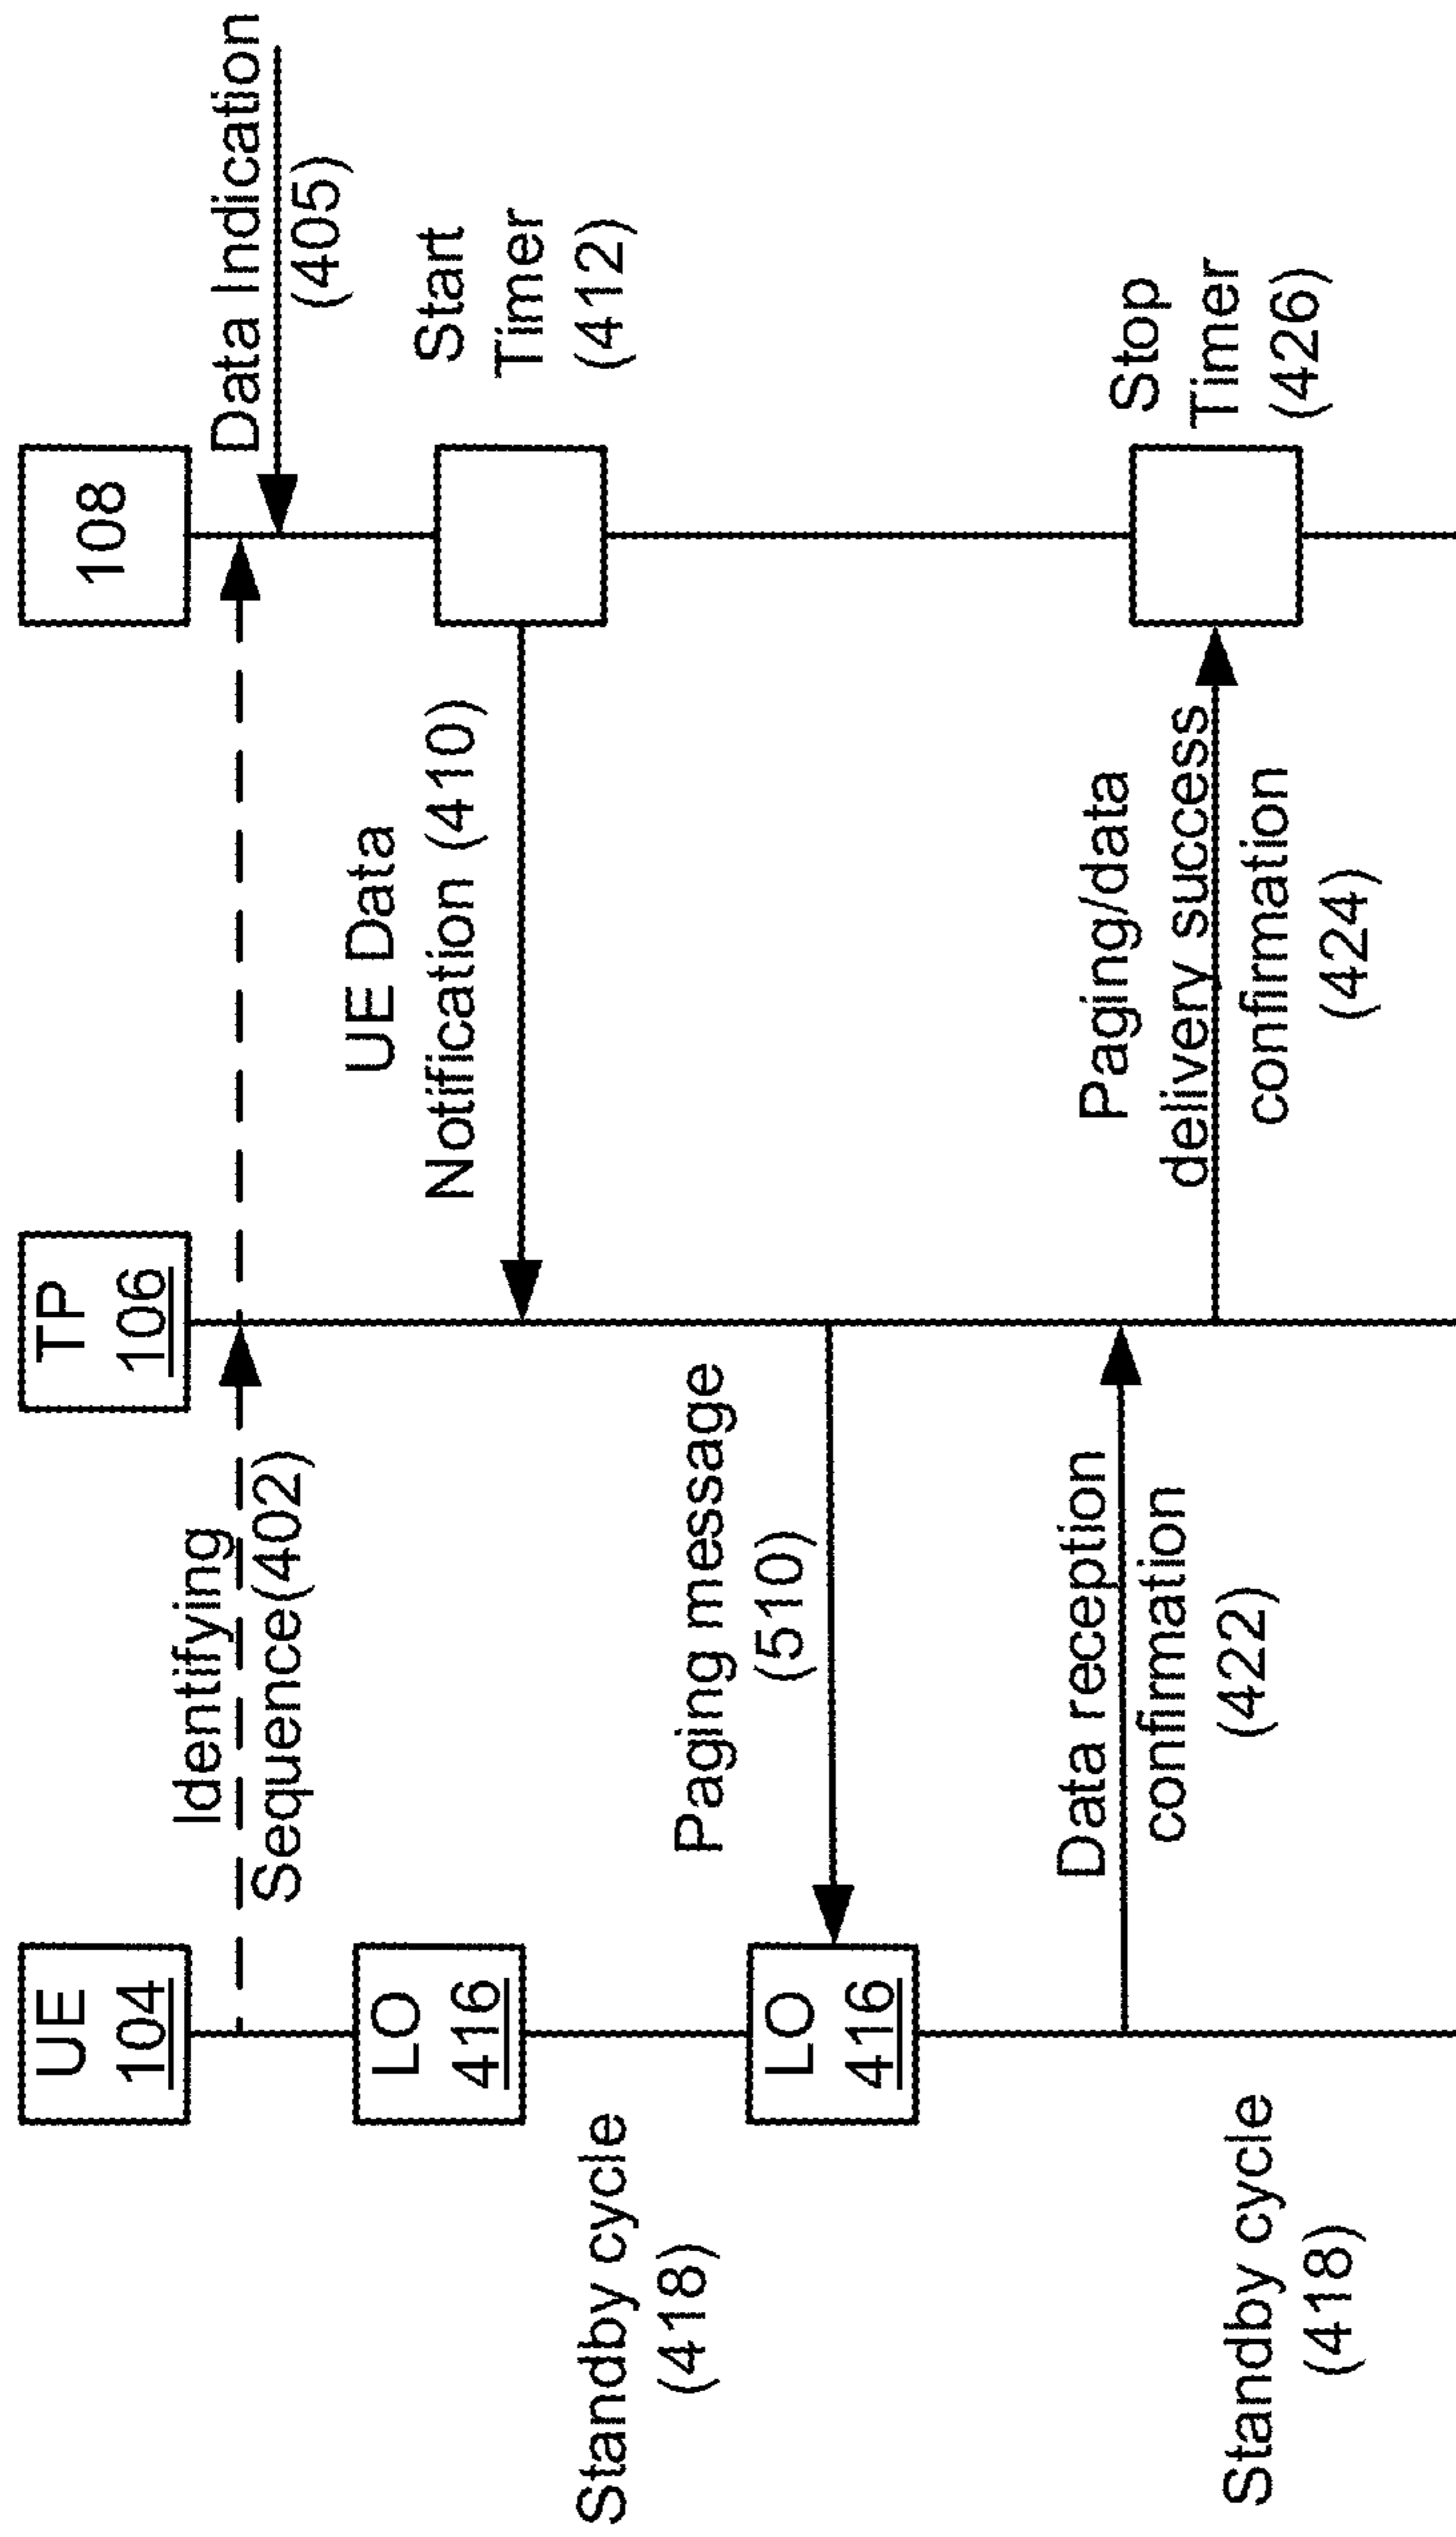 UE
104
TP
106
108
Identifying
Sequence(402)
Data Indication
(405)
LO
416
UE Data
Notification (410)
Start
Timer
(412)
Standby cycle
(418)
Paging message
(510)
LO
416
Data reception
confirmation
(422)
Paging/data
delivery success
confirmation
(424)
Stop
Timer
(426)
Standby cycle
(418)